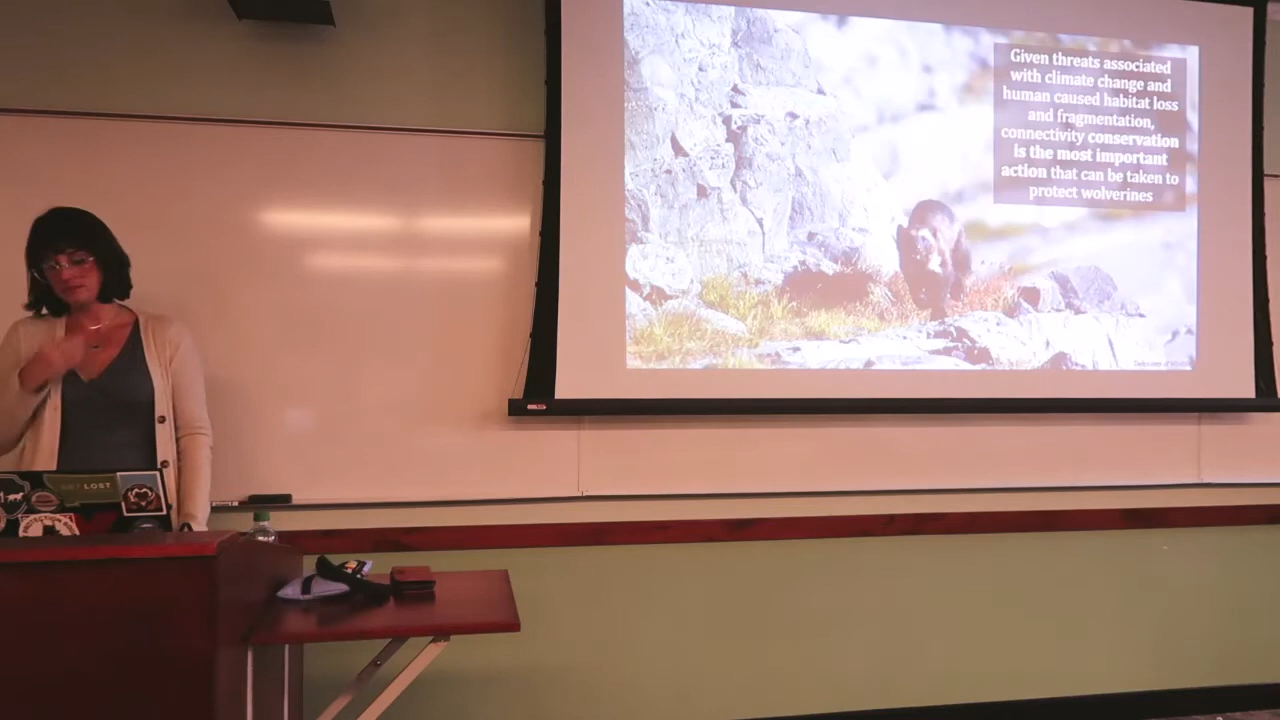 Given threats associated
with climate change and
human caused habitat loss
and fragmentation,
connectivity conservation
is the most important
action that can be taken to
protect wolverines
GET LOST